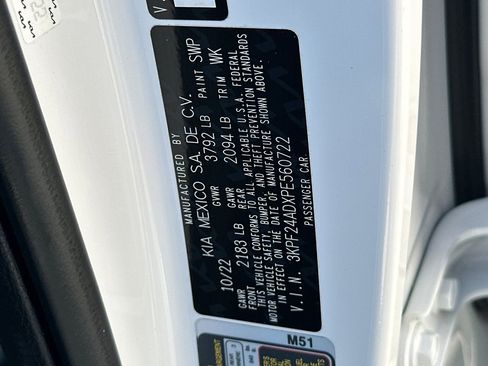 MANUFACTURED BY
KIA MEXICO S.A. DE C.V.
10/22 GVWR 3792 LB PAINT SWP
GAWR FRONT 2183 LB GAWR REAR 2094 LB TRIM WK
THIS VEHICLE CONFORMS TO ALL APPLICABLE U.S.A. FEDERAL
MOTOR VEHICLE SAFETY, BUMPER, AND THEFT PREVENTION STANDARDS
IN EFFECT ON THE DATE OF MANUFACTURE SHOWN ABOVE.
V.I.N. 3KPF24ADXPE560722
PASSENGER CAR
M51